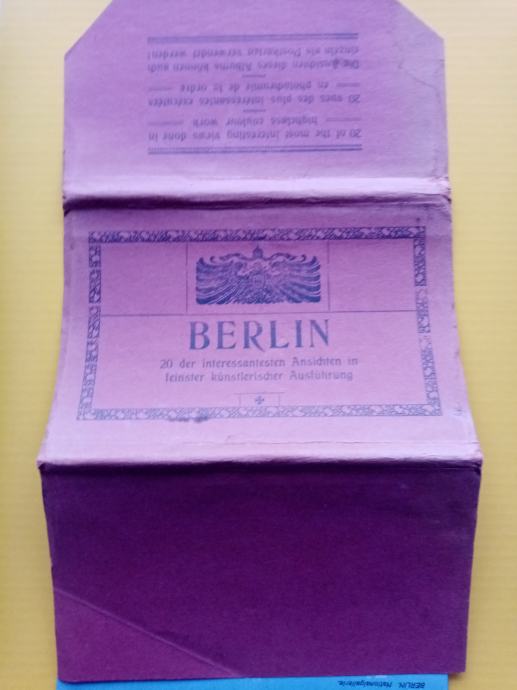 20 of the most interesting views done in
highclass colour work
20 vues des plus intéressantes exécutées
en photochromie de la ordre
Die Ansichten dieses Albums können auch
einzeln als Postkarten verwendet werden!
BERLIN
20 der interessantesten Ansichten in
feinster künstlerischer Ausführung
BERLIN. Nationalgallerie.